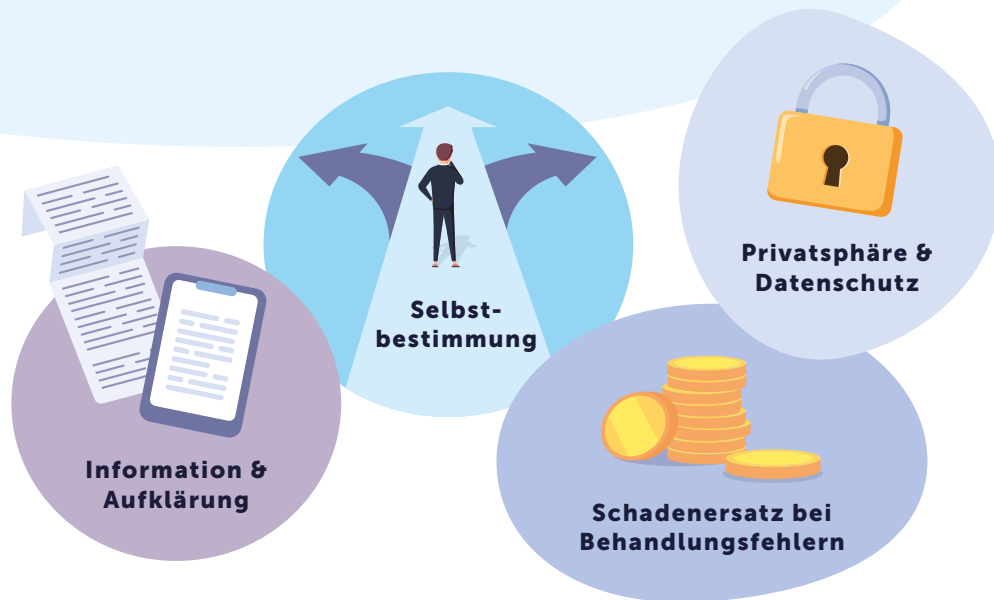 Selbst-
bestimmung
Privatsphäre &
Datenschutz
Information &
Aufklärung
Schadenersatz bei
Behandlungsfehlern